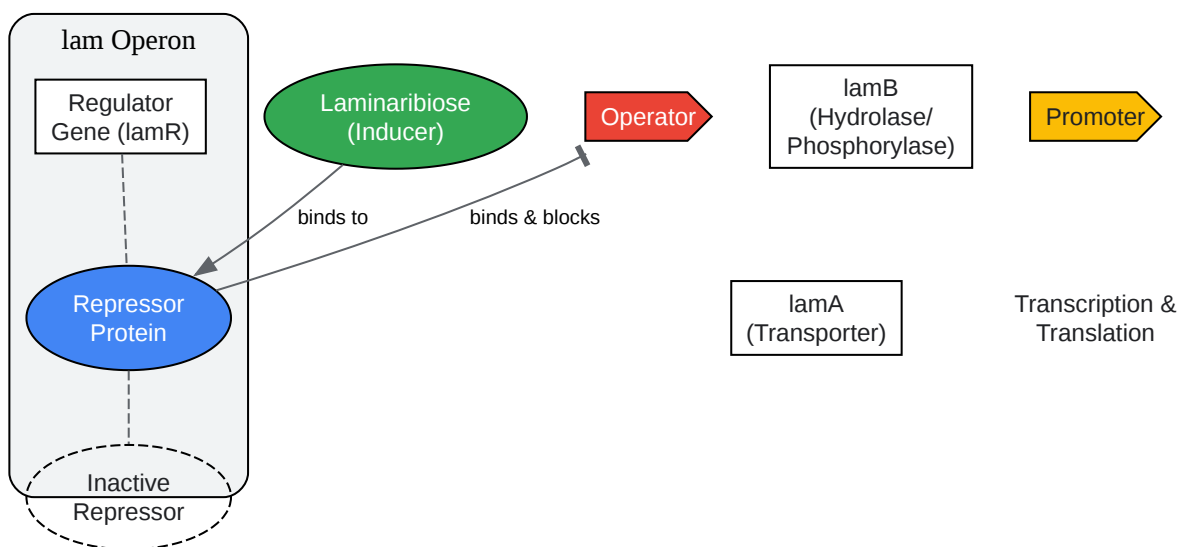 lam Operon
Regulator
Gene (lamR)
Laminaribiose
(Inducer)
Operator
lamB
(Hydrolase/
Phosphorylase)
Promoter
binds to
binds & blocks
Repressor
Protein
lamA
(Transporter)
Transcription &
Translation
Inactive
Repressor